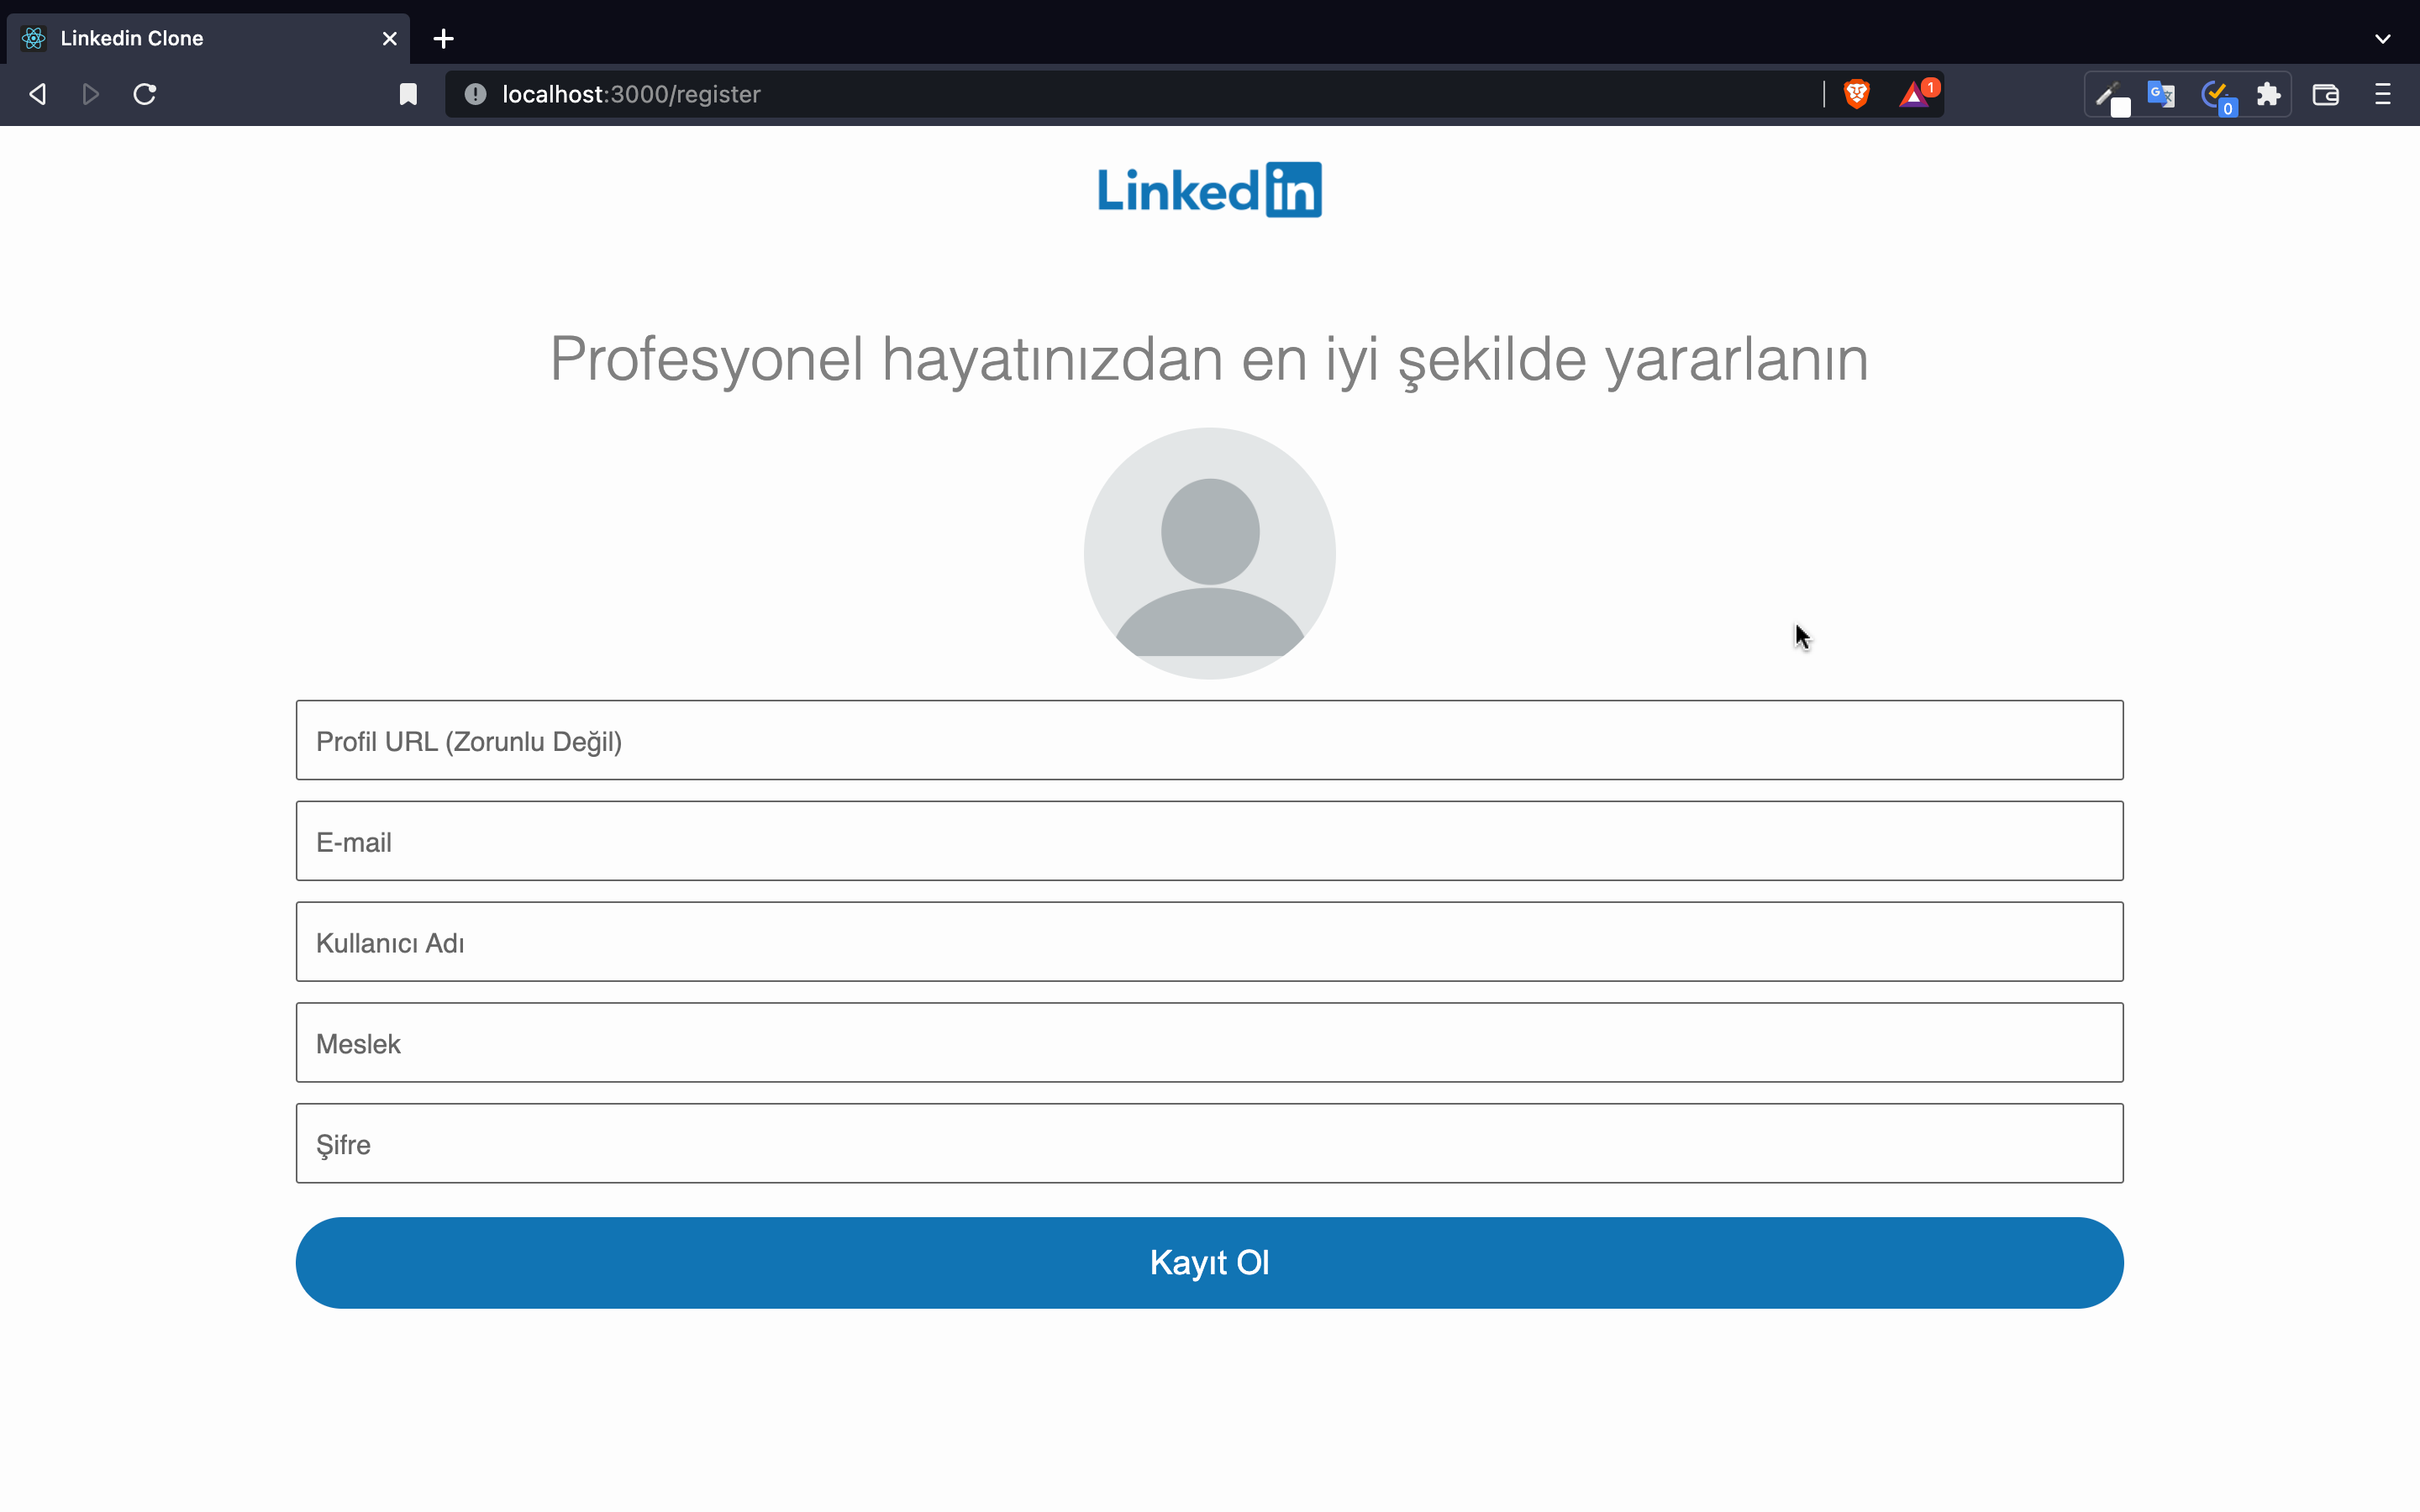 Linkedin Clone
localhost:3000/register
1
0
Linkedin
Profesyonel hayatınızdan en iyi şekilde yararlanın
Profil URL (Zorunlu Değil)
E-mail
Kullanıcı Adı
Meslek
Şifre
Kayıt Ol